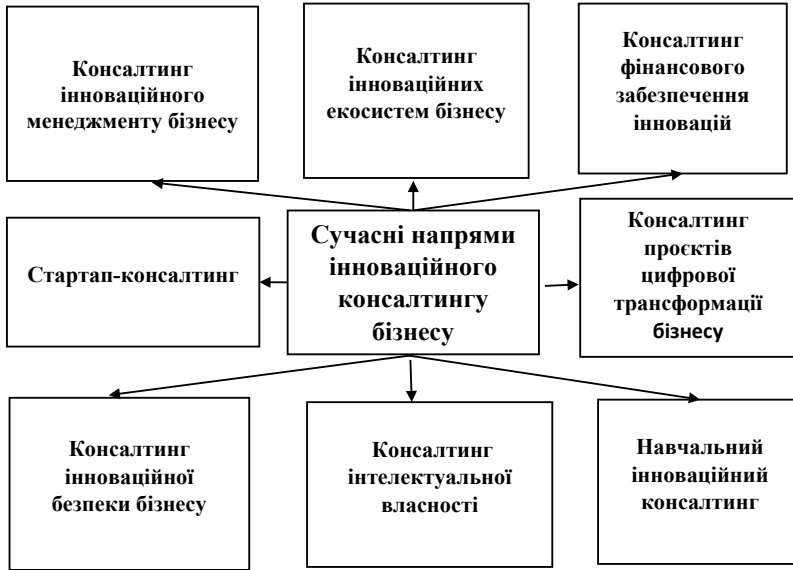 Консалтинг
інноваційного
менеджменту бізнесу
Консалтинг
інноваційних
екосистем бізнесу
Консалтинг
фінансового
забезпечення
інновацій
Стартап-консалтинг
Сучасні напрями
інноваційного
консалтингу
бізнесу
Консалтинг
проєктів
цифрової
трансформації
бізнесу
Консалтинг
інноваційної
безпеки бізнесу
Консалтинг
інтелектуальної
власності
Навчальний
інноваційний
консалтинг